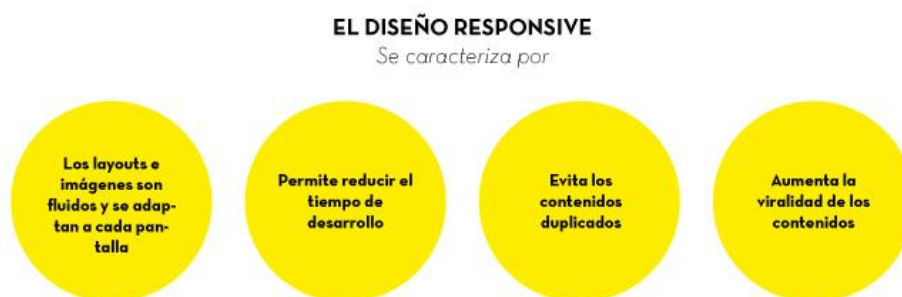 EL DISEÑO RESPONSIVE
Se caracteriza por
Los layouts e
imágenes son
fluidos y se adap-
tan a cada pan-
talla
Permite reducir el
tiempo de
desarrollo
Evita los
contenidos
duplicados
Aumenta la
viralidad de los
contenidos